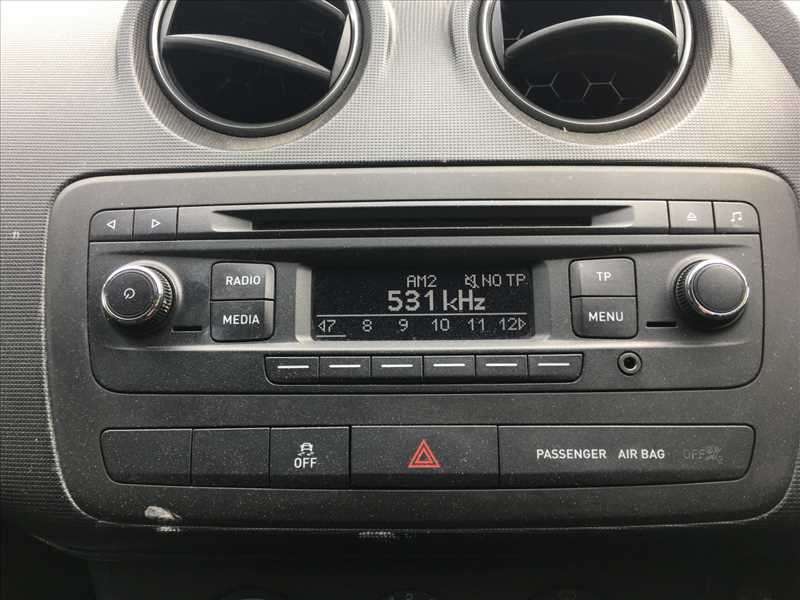 RADIO
MEDIA
AM2 NO TP
531 kHz
7 8 9 10 11 12
TP
MENU
OFF
PASSENGER AIR BAG OFF